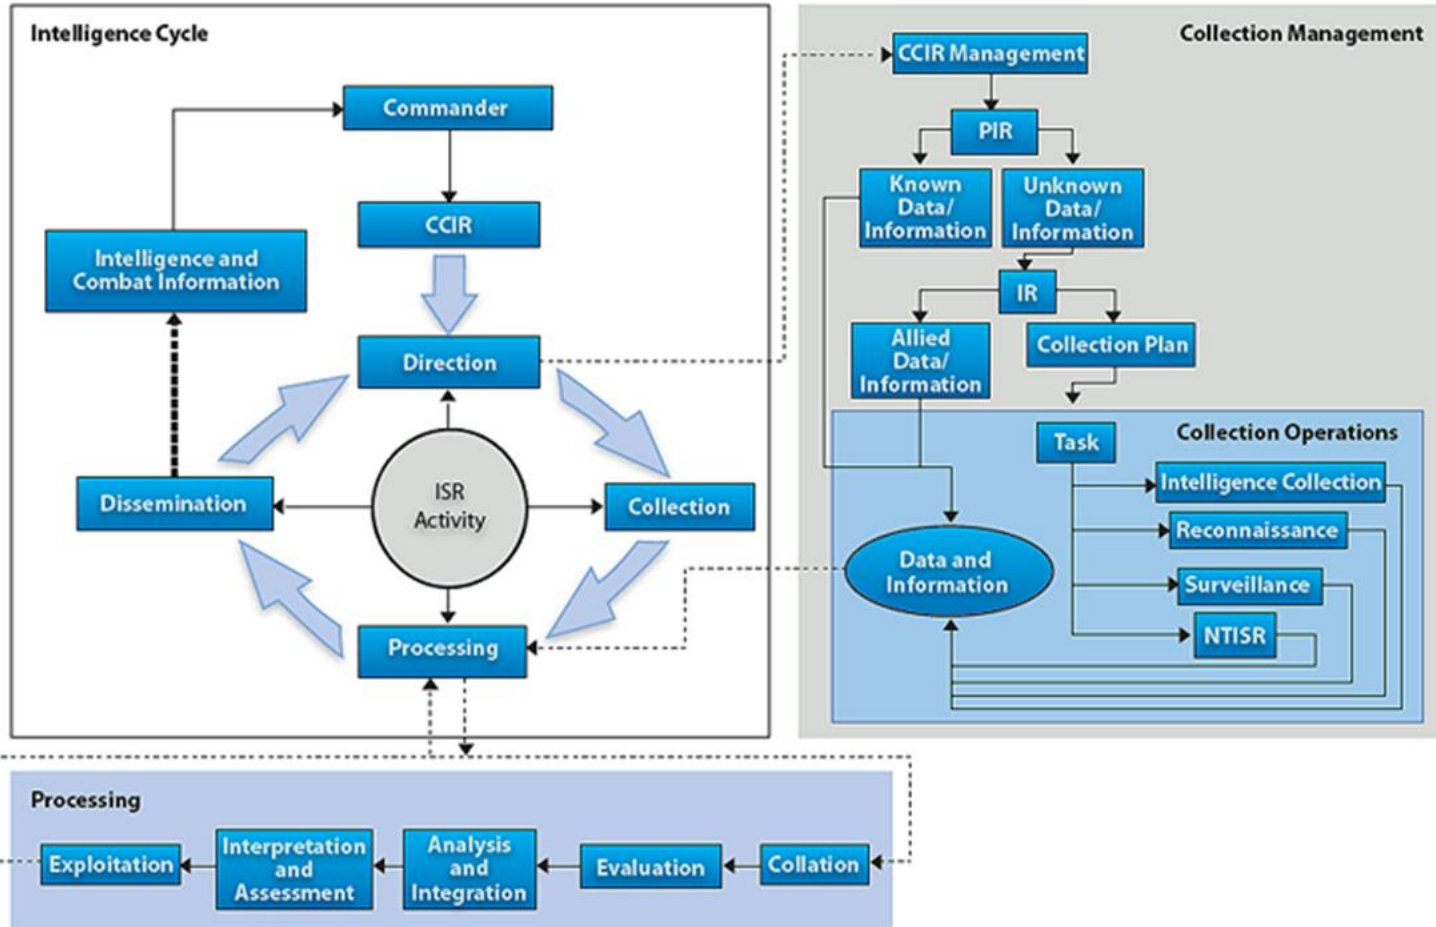 Intelligence Cycle
Commander
CCIR
Intelligence and
Combat Information
Direction
Dissemination
ISR
Activity
Collection
Processing
Collection Management
CCIR Management
PIR
Known
Data/
Information
Unknown
Data/
Information
IR
Allied
Data/
Information
Collection Plan
Collection Operations
Task
Intelligence Collection
Reconnaissance
Surveillance
NTISR
Data and
Information
Processing
Exploitation
Interpretation
and
Assessment
Analysis
and
Integration
Evaluation
Collation